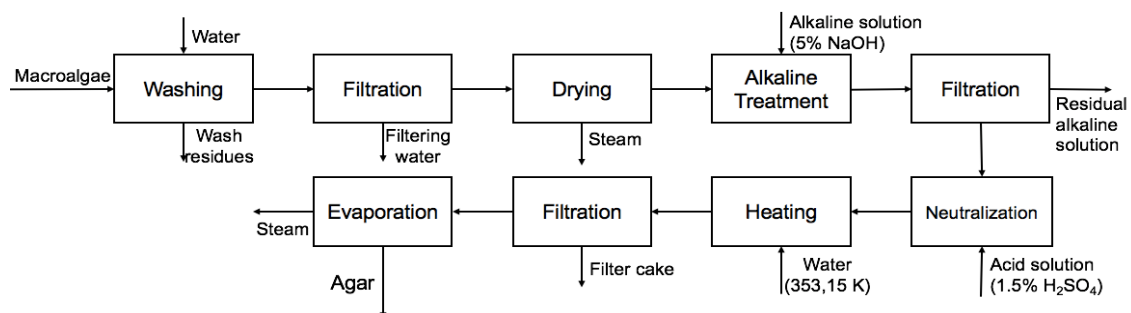 Water
Alkaline solution
(5% NaOH)
Macroalgae
Washing
Filtration
Drying
Alkaline
Treatment
Filtration
Wash
residues
Filtering
water
Steam
Residual
alkaline
solution
Evaporation
Filtration
Heating
Neutralization
Steam
Agar
Filter cake
Water
(353,15 K)
Acid solution
(1.5% H₂SO₄)